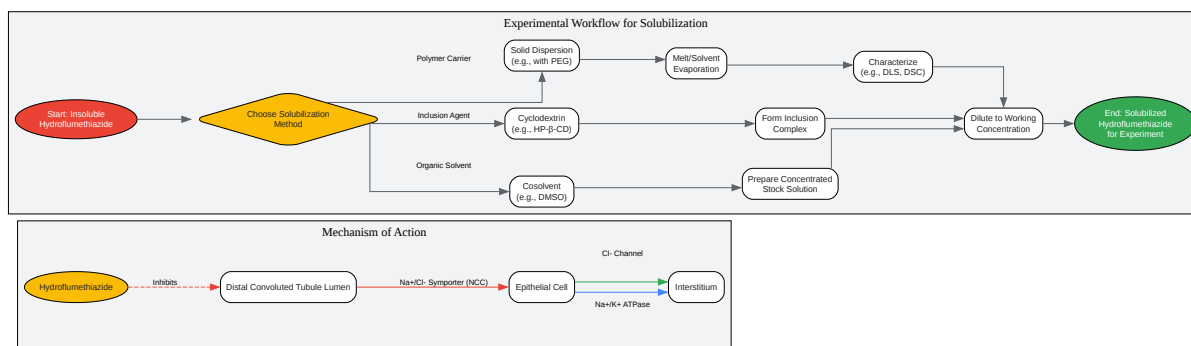 Experimental Workflow for Solubilization
Start: Insoluble
Hydroflumethiazide
Choose Solubilization
Method
Polymer Carrier
Solid Dispersion
(e.g., with PEG)
Melt/Solvent
Evaporation
Characterize
(e.g., DLS, DSC)
Inclusion Agent
Cyclodextrin
(e.g., HP-β-CD)
Form Inclusion
Complex
Organic Solvent
Cosolvent
(e.g., DMSO)
Prepare Concentrated
Stock Solution
Dilute to Working
Concentration
End: Solubilized
Hydroflumethiazide
for Experiment
Mechanism of Action
Hydroflumethiazide
Inhibits
Distal Convoluted Tubule Lumen
Na+/Cl- Symporter (NCC)
Epithelial Cell
Cl- Channel
Na+/K+ ATPase
Interstitium